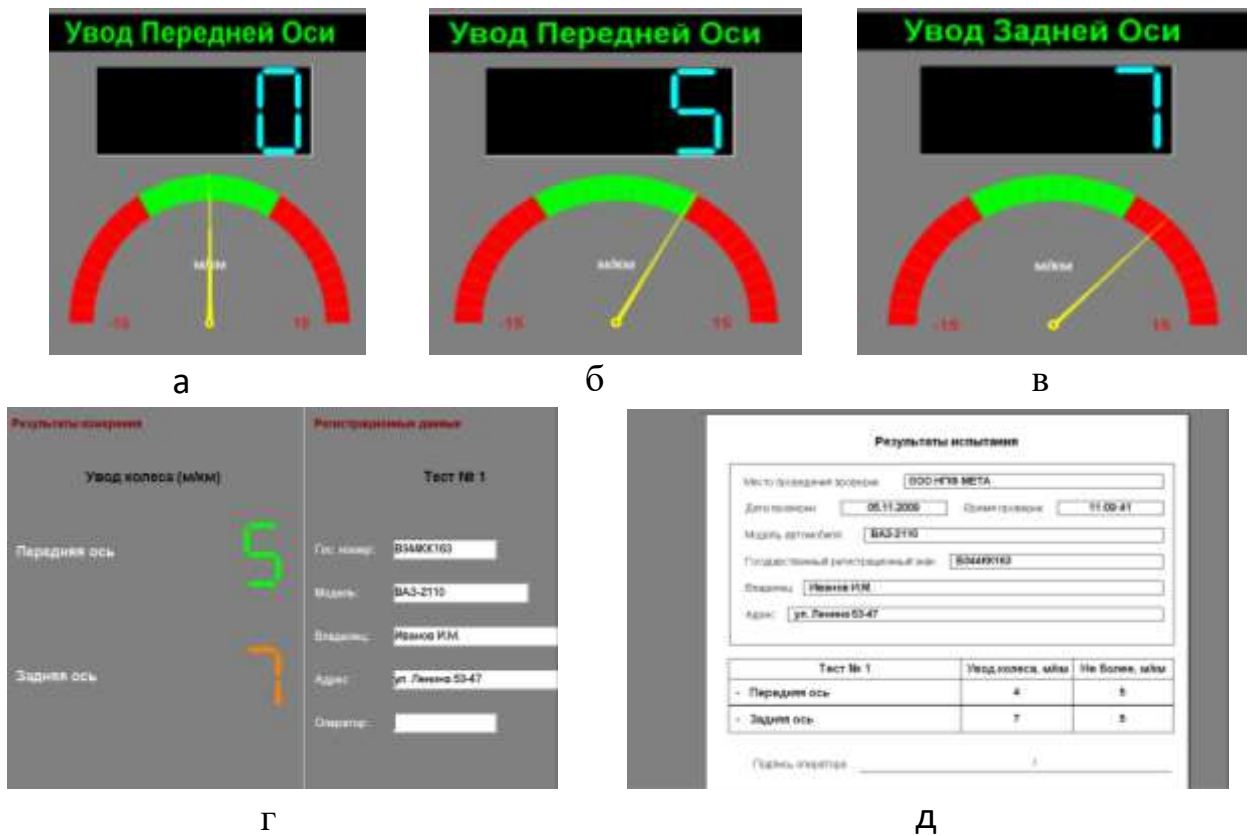 Увод Передней Оси
0
м/км
-15 15
а
Увод Передней Оси
5
м/км
-15 15
б
Увод Задней Оси
7
м/км
-15 15
в
Результаты измерения
Увод колеса (м/км)
Передняя ось 5
Задняя ось 7
Регистрационные данные
Тест № 1
Гос. номер: В344КК163
Модель: ВАЗ-2110
Владелец: Иванов И.М.
Адрес: ул. Ленина 53-47
Оператор:
г
Результаты испытания
Место проведения проверки: ООО НПФ МЕТА
Дата проверки: 05.11.2009 Время проверки: 11:09:41
Модель автомобиля: ВАЗ-2110
Государственный регистрационный знак: В344КК163
Владелец: Иванов И.М.
Адрес: ул. Ленина 53-47
Тест № 1 Увод колеса, м/км Не более, м/км
- Передняя ось 4 5
- Задняя ось 7 5
Подпись оператора /
д